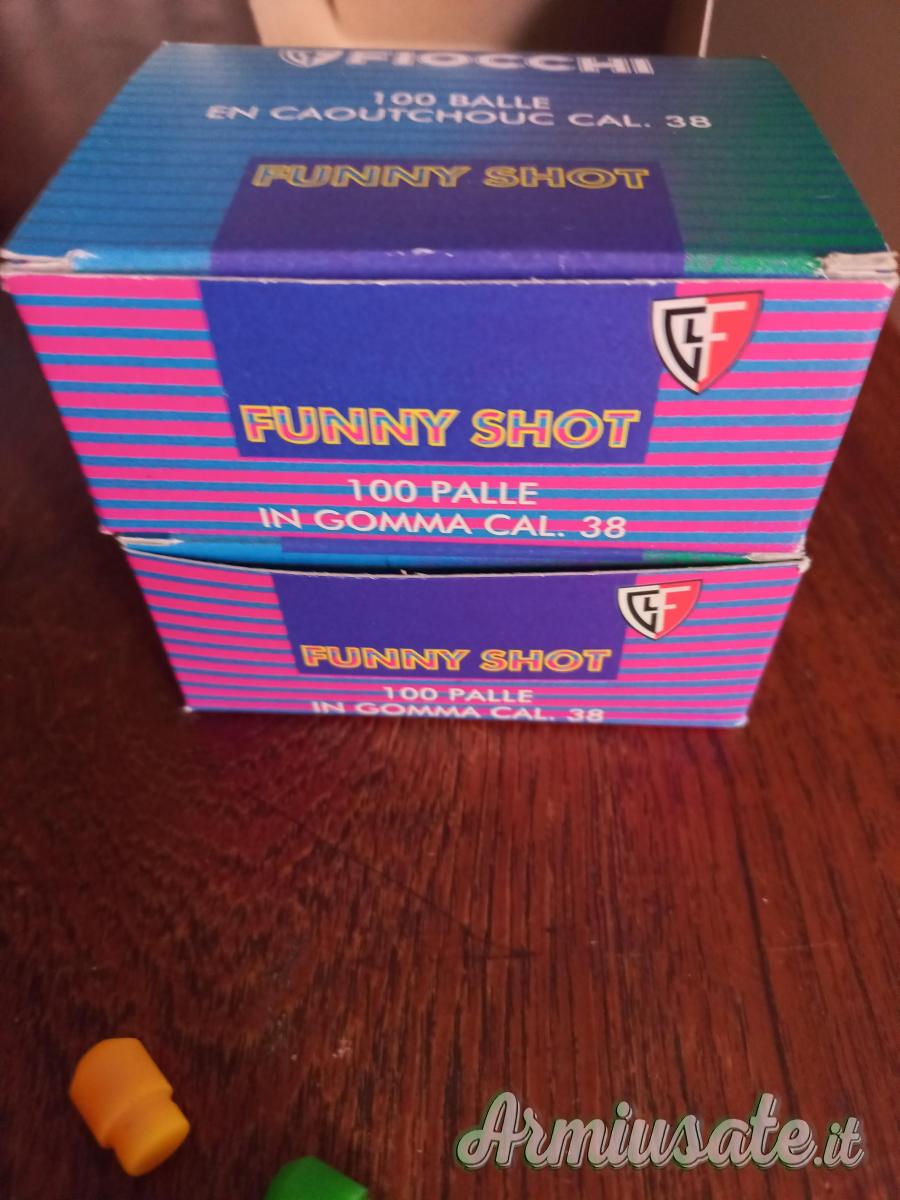 FIOCCHI
100 BALLE
EN CAOUTCHOUC CAL. 38
FUNNY SHOT
FUNNY SHOT
100 PALLE
IN GOMMA CAL. 38
FUNNY SHOT
100 PALLE
IN GOMMA CAL. 38
Armiusate.it